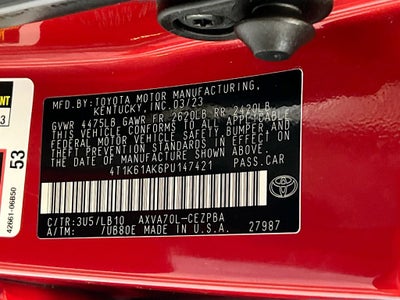 MFD.BY:TOYOTA MOTOR MANUFACTURING,
KENTUCKY, INC.03/23
GVWR 4475LB GAWR FR 2620LB RR 2420LB
THIS VEHICLE CONFORMS TO ALL APPLICABLE
FEDERAL MOTOR VEHICLE SAFETY, BUMPER, AND
THEFT PREVENTION STANDARDS IN EFFECT ON
THE DATE OF MANUFACTURE SHOWN ABOVE.
4T1K61AK6PU147421 PASS.CAR
C/TR:3U5/LB10 AXVA70L-CEZPBA
A/TM: /UB80E MADE IN U.S.A. 27987
53
42661-06B50